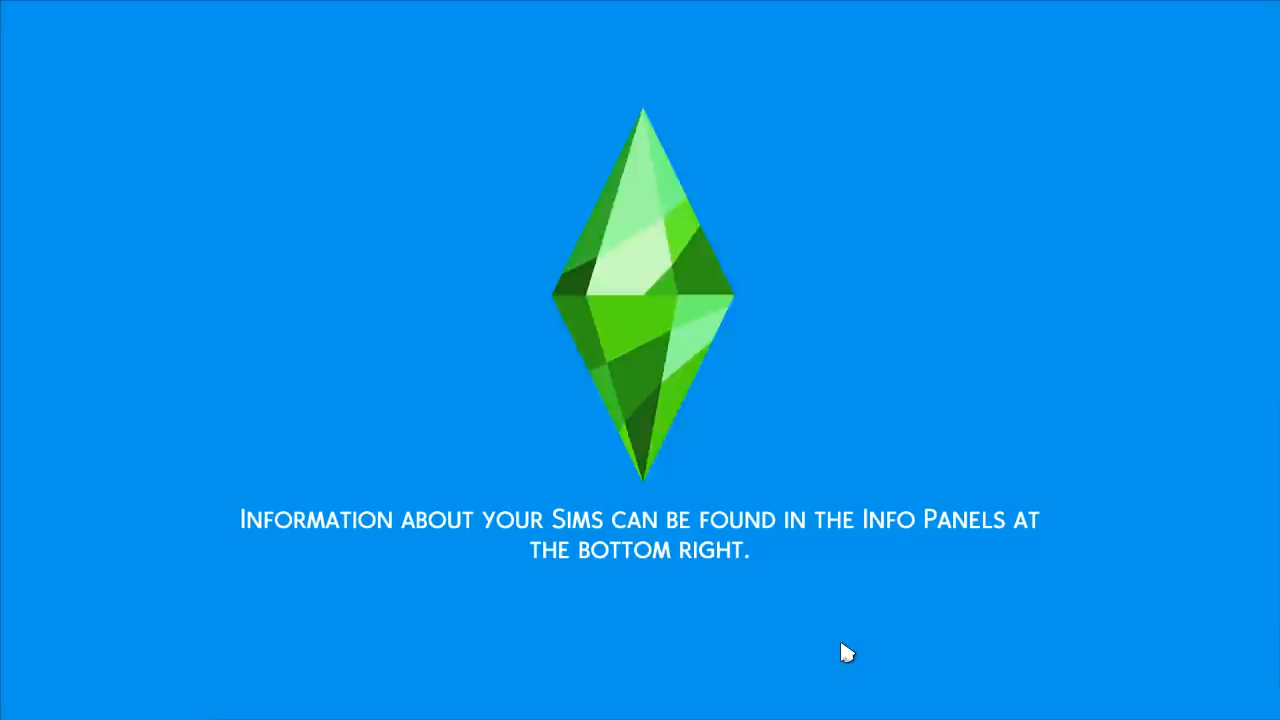 Information about your Sims can be found in the Info Panels at
the bottom right.